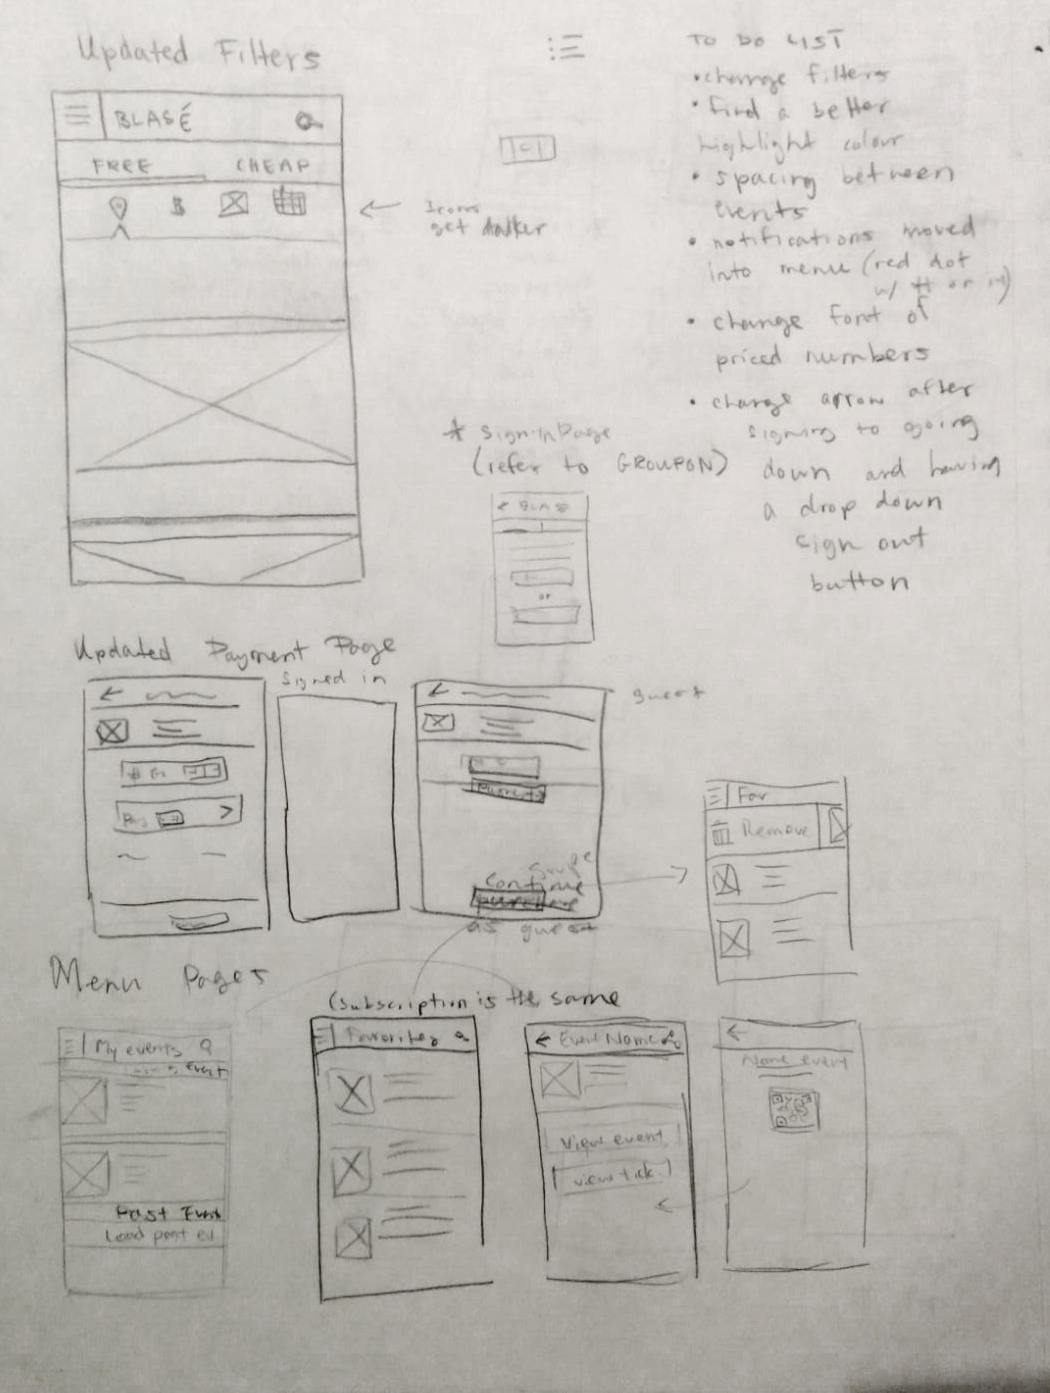 Updated Filters
BLASÉ
FREE CHEAP
$
Icons
get darker
TO DO LIST
• change filters
• find a better
highlight colour
• spacing between
events
• notifications moved
into menu (red dot
w/ # on it)
• change font of
priced numbers
• change arrow after
signing to going
down and having
a drop down
sign out
button
* Sign In Page
(refer to GROUPON)
BLASE
or
Updated Payment Page
Signed in
guest
Swipe
Continue
purchase
as guest
Fav
Remove
Menu Pages
(Subscription is the same
My events
Event
Past Event
Load past ev
Favorites
Event Name
View event
view tick.
Name event